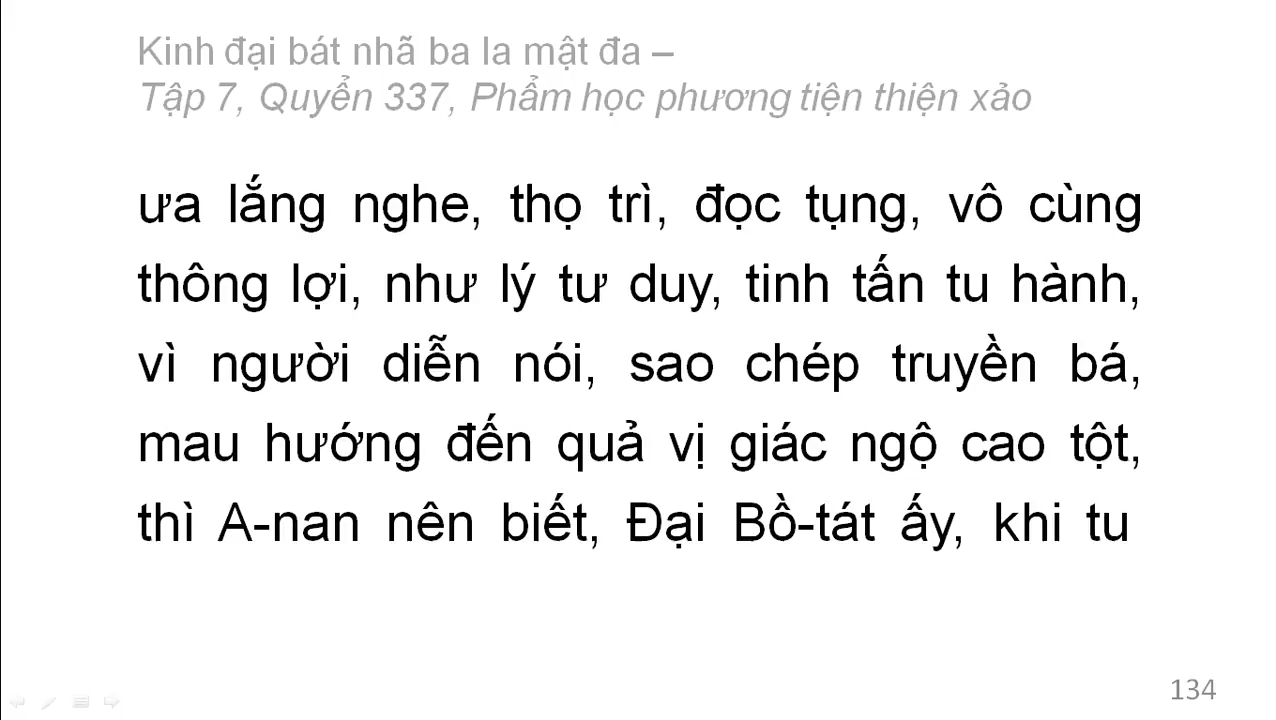 Kinh đại bát nhã ba la mật đa –
Tập 7, Quyển 337, Phẩm học phương tiện thiện xảo
ưa lắng nghe, thọ trì, đọc tụng, vô cùng
thông lợi, như lý tư duy, tinh tấn tu hành,
vì người diễn nói, sao chép truyền bá,
mau hướng đến quả vị giác ngộ cao tột,
thì A-nan nên biết, Đại Bồ-tát ấy, khi tu
134